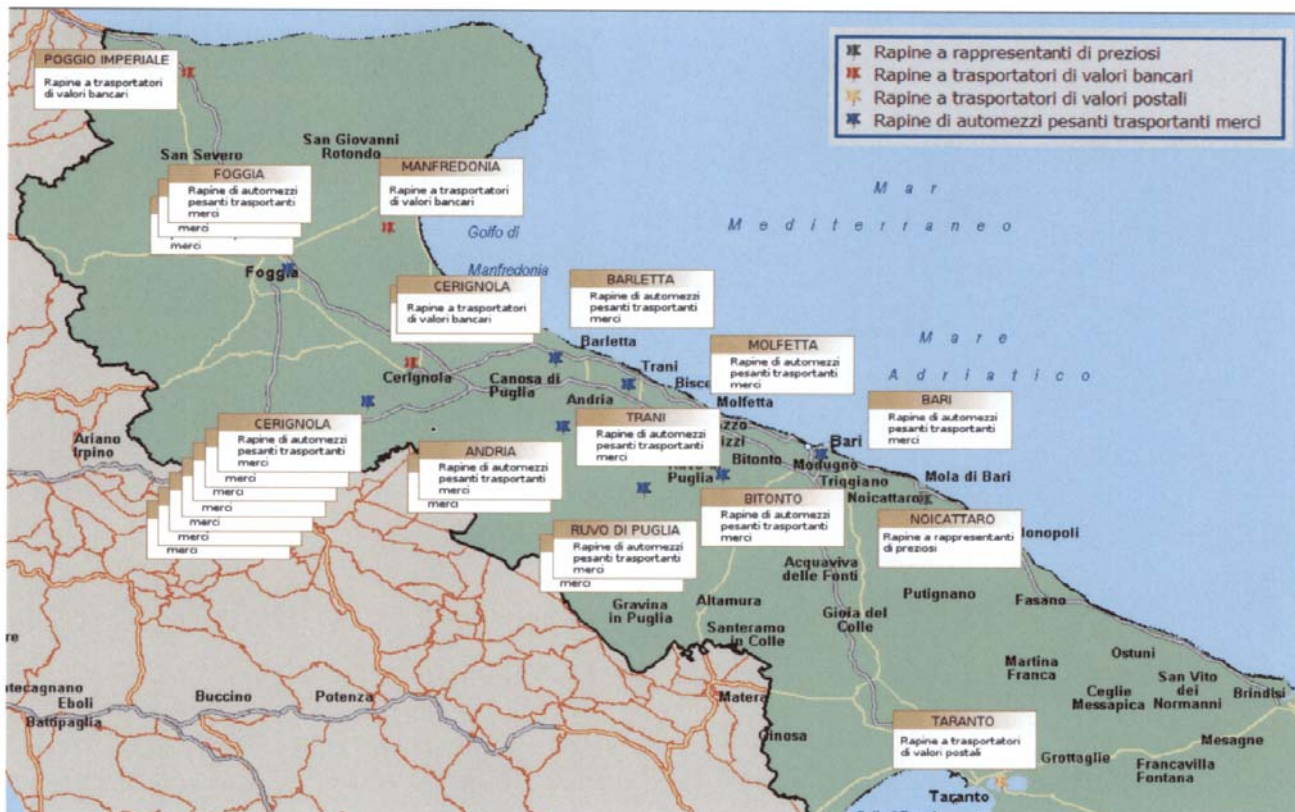 Rapine a rappresentanti di preziosi
Rapine a trasportatori di valori bancari
Rapine a trasportatori di valori postali
Rapine di automezzi pesanti trasportanti merci
POGGIO IMPERIALE
Rapine a trasportatori
di valori bancari
San Giovanni
Rotondo
San Severo
FOGGIA
Rapine di automezzi
pesanti trasportanti
merci
merci
merci
MANFREDONIA
Rapine a trasportatori
di valori bancari
Mar
Mediterraneo
Golfo di
Manfredonia
Foggia
CERIGNOLA
Rapine a trasportatori
di valori bancari
BARLETTA
Rapine di automezzi
pesanti trasportanti
merci
Mare
Adriatico
Barletta
Trani
MOLFETTA
Rapine di automezzi
pesanti trasportanti
merci
Cerignola
Canosa di
Puglia
Andria
Molfetta
BARI
Rapine di automezzi
pesanti trasportanti
merci
CERIGNOLA
Rapine di automezzi
pesanti trasportanti
merci
merci
merci
merci
merci
merci
Ariano
Irpino
ANDRIA
Rapine di automezzi
pesanti trasportanti
merci
merci
TRANI
Rapine di automezzi
pesanti trasportanti
merci
Puglia
Bitonto
Bari
Modugno
Triggiano
Noicattaro
Mola di Bari
BITONTO
Rapine di automezzi
pesanti trasportanti
merci
NOICATTARO
Rapine a rappresentanti
di preziosi
RUVO DI PUGLIA
Rapine di automezzi
pesanti trasportanti
merci
merci
Acquaviva
delle Fonti
Putignano
Fasano
Gravina
in Puglia
Altamura
Santeramo
in Colle
Gioia del
Colle
Ostuni
Martina
Franca
Ceglie
Messapica
San Vito
dei
Normanni
Brindisi
Eboli
Battipaglia
Buccino
Potenza
Matera
Ginosa
TARANTO
Rapine a trasportatori
di valori postali
Grottaglie
Mesagne
Francavilla
Fontana
Taranto